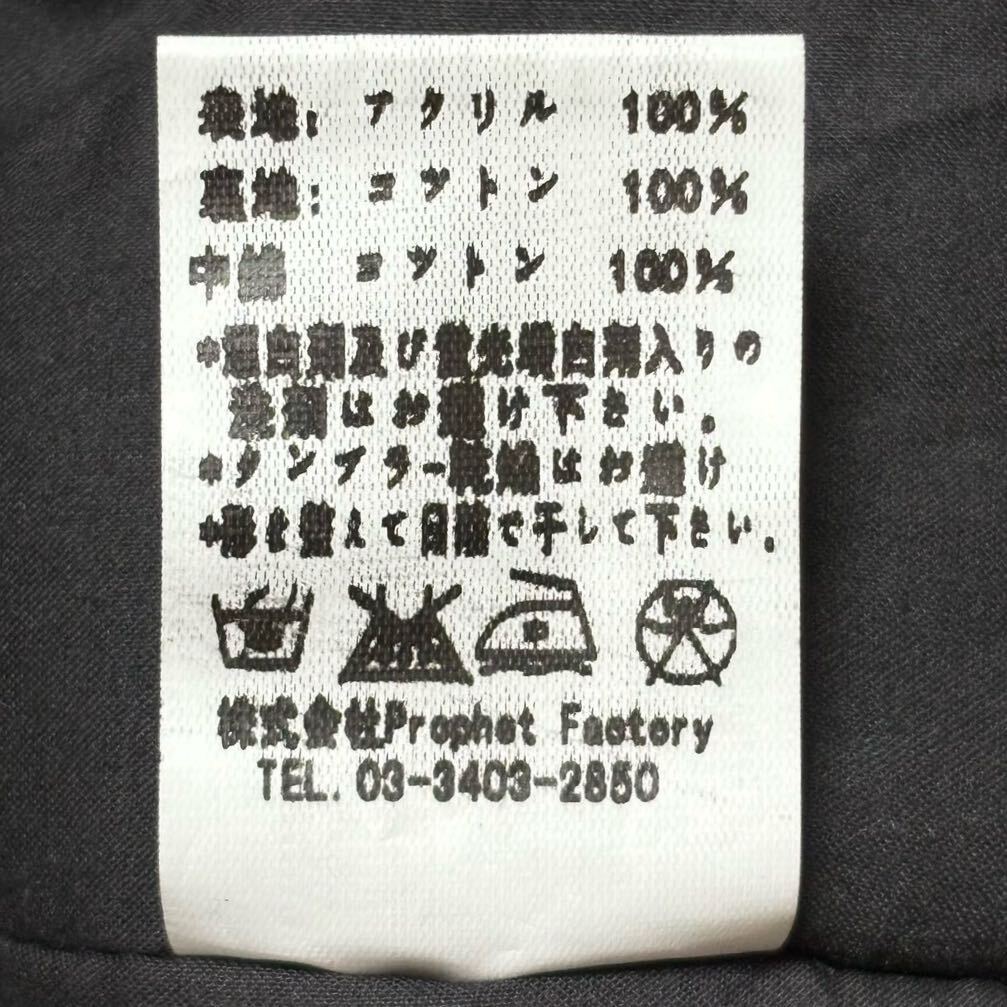 表地: アクリル 100%
裏地: コットン 100%
中綿 コットン 100%
*漂白剤及び蛍光増白剤入りの
洗剤はお避け下さい。
*タンブラー乾燥はお避け
*形を整えて日陰で干して下さい。
株式会社Prophet Factory
TEL. 03-3403-2850